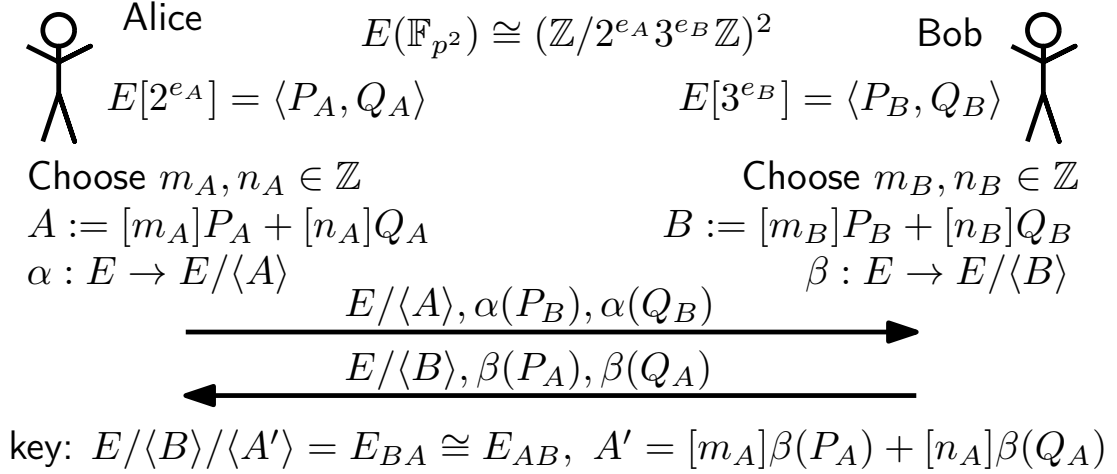 Alice
E(𝔽_{p^2}) ≅ (ℤ/2^{e_A}3^{e_B}ℤ)^2
Bob
E[2^{e_A}] = ⟨P_A, Q_A⟩
E[3^{e_B}] = ⟨P_B, Q_B⟩
Choose m_A, n_A ∈ ℤ
Choose m_B, n_B ∈ ℤ
A := [m_A]P_A + [n_A]Q_A
B := [m_B]P_B + [n_B]Q_B
α : E → E/⟨A⟩
β : E → E/⟨B⟩
E/⟨A⟩, α(P_B), α(Q_B)
E/⟨B⟩, β(P_A), β(Q_A)
key: E/⟨B⟩/⟨A′⟩ = E_{BA} ≅ E_{AB}, A′ = [m_A]β(P_A) + [n_A]β(Q_A)